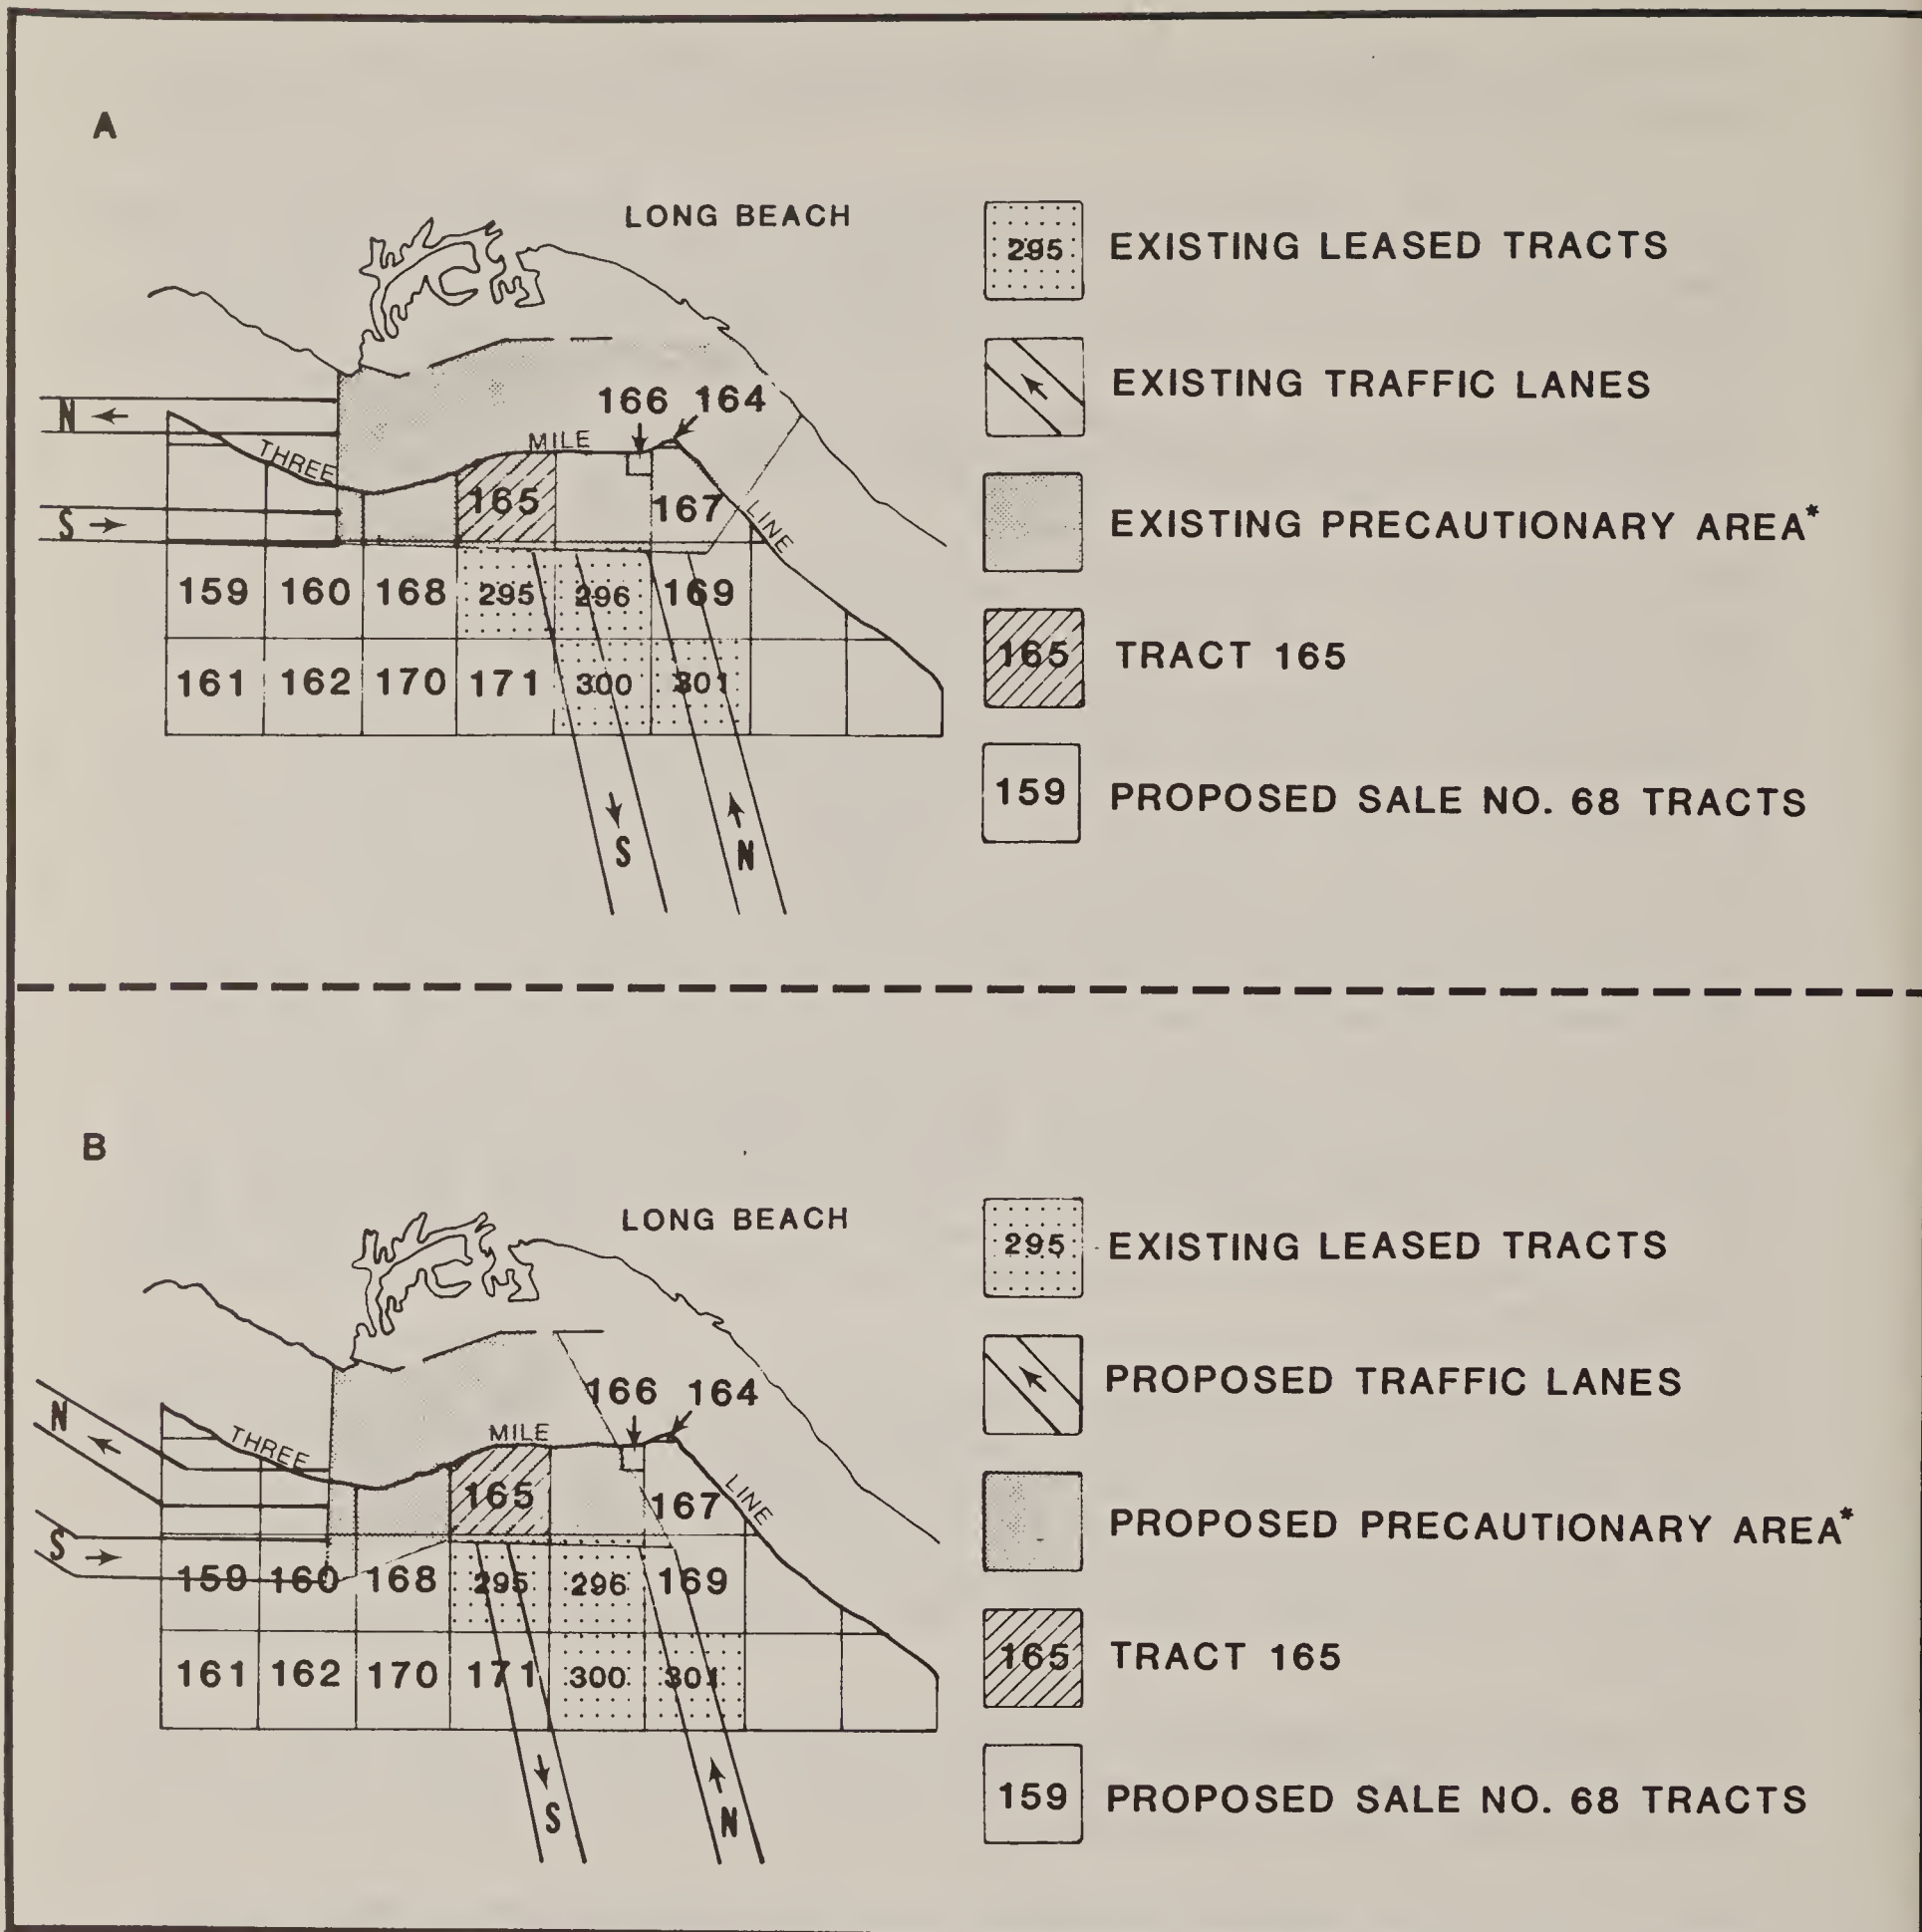 A
LONG BEACH
166 164
N
THREE
MILE
LINE
165
167
S
159 160 168 295 296 169
161 162 170 171 300 301
S
N
295 EXISTING LEASED TRACTS
EXISTING TRAFFIC LANES
EXISTING PRECAUTIONARY AREA*
165 TRACT 165
159 PROPOSED SALE NO. 68 TRACTS
B
LONG BEACH
166 164
N
THREE
MILE
LINE
165
167
S
159 160 168 295 296 169
161 162 170 171 300 301
S
N
295 EXISTING LEASED TRACTS
PROPOSED TRAFFIC LANES
PROPOSED PRECAUTIONARY AREA*
165 TRACT 165
159 PROPOSED SALE NO. 68 TRACTS